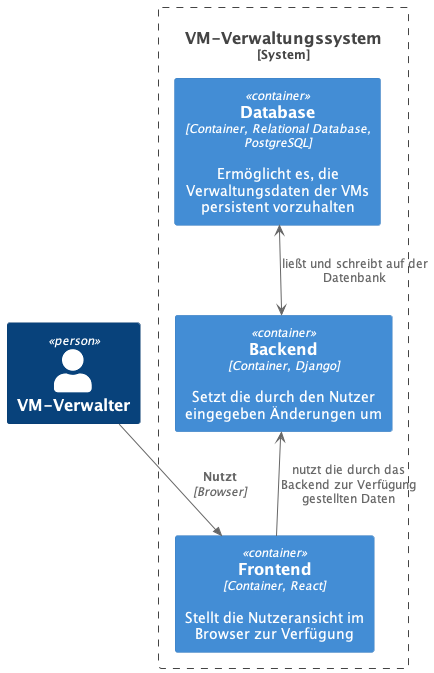 VM-Verwaltungssystem
[System]
«container»
Database
[Container, Relational Database,
PostgreSQL]
Ermöglicht es, die
Verwaltungsdaten der VMs
persistent vorzuhalten
ließt und schreibt auf der
Datenbank
«person»
VM-Verwalter
«container»
Backend
[Container, Django]
Setzt die durch den Nutzer
eingegeben Änderungen um
Nutzt
[Browser]
nutzt die durch das
Backend zur Verfügung
gestellten Daten
«container»
Frontend
[Container, React]
Stellt die Nutzeransicht im
Browser zur Verfügung